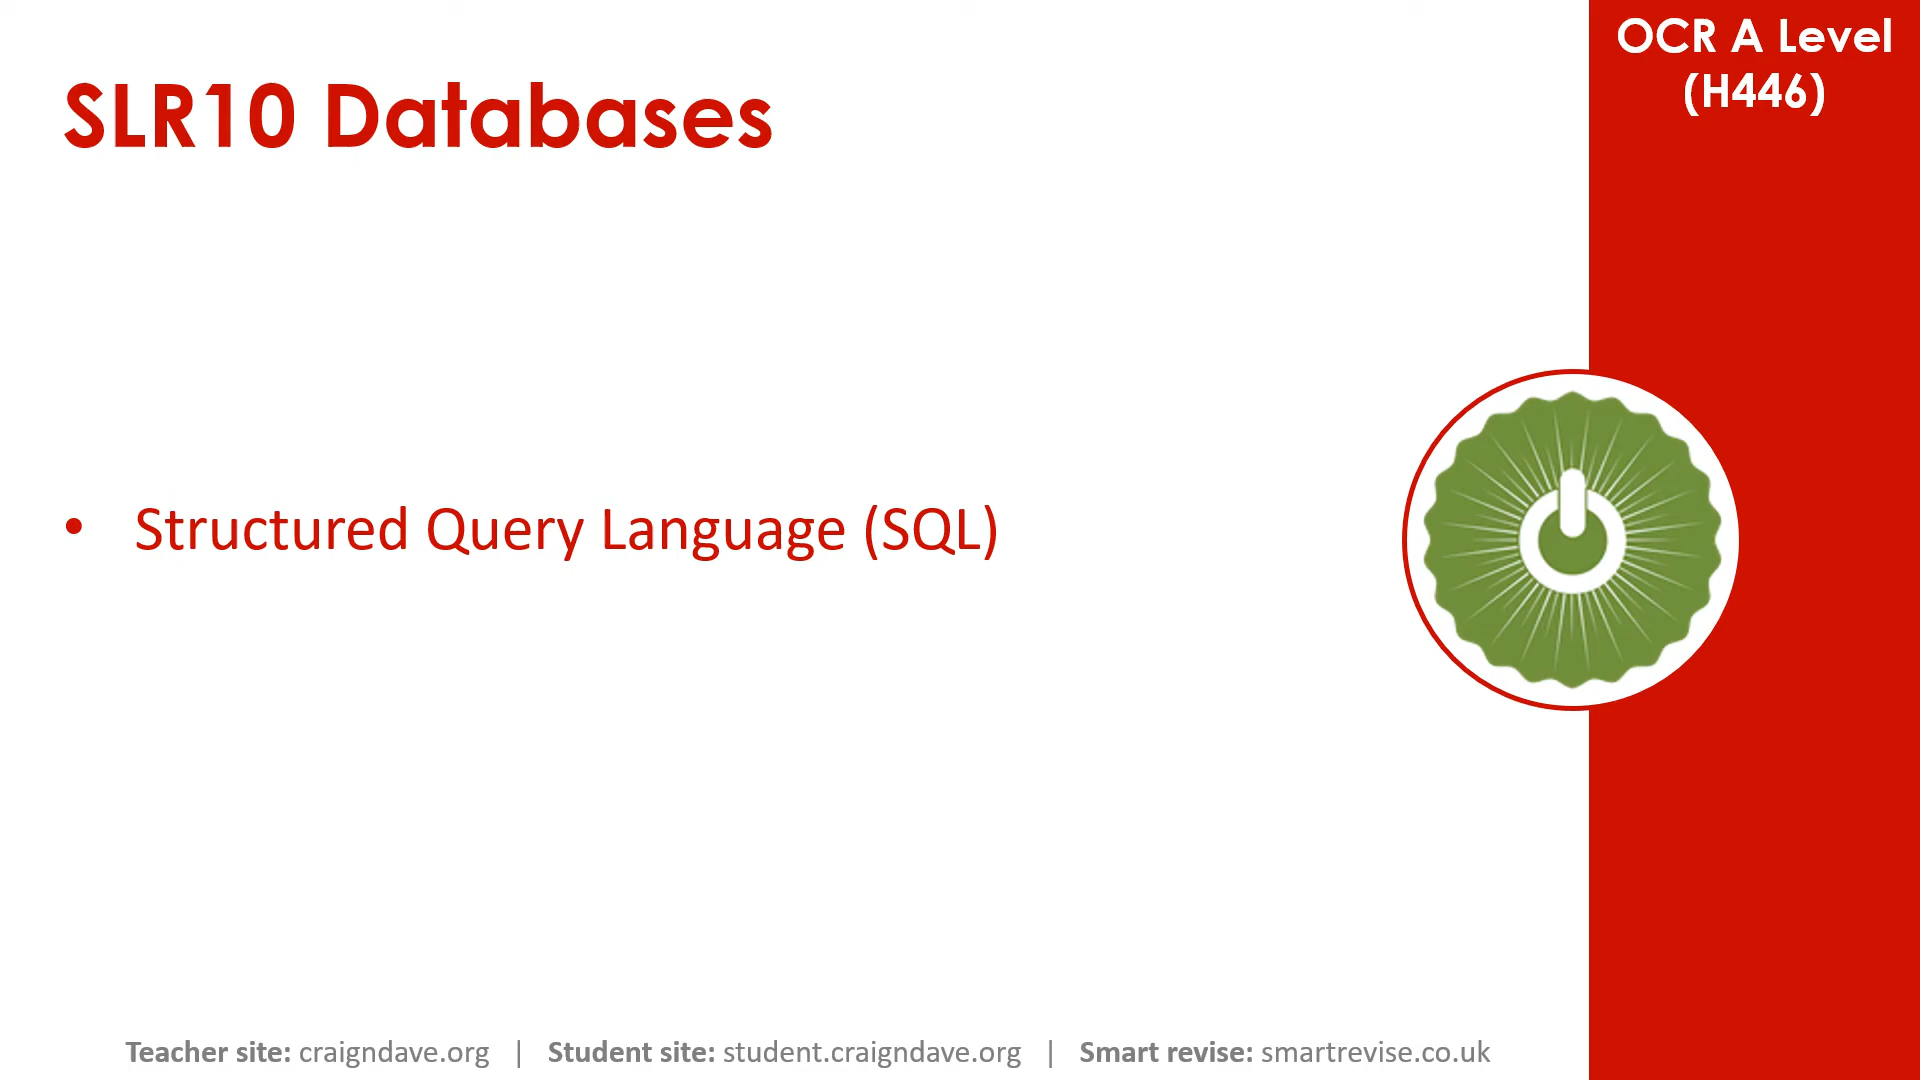 SLR10 Databases
OCR A Level
(H446)
• Structured Query Language (SQL)
Teacher site: craigndave.org | Student site: student.craigndave.org | Smart revise: smartrevise.co.uk